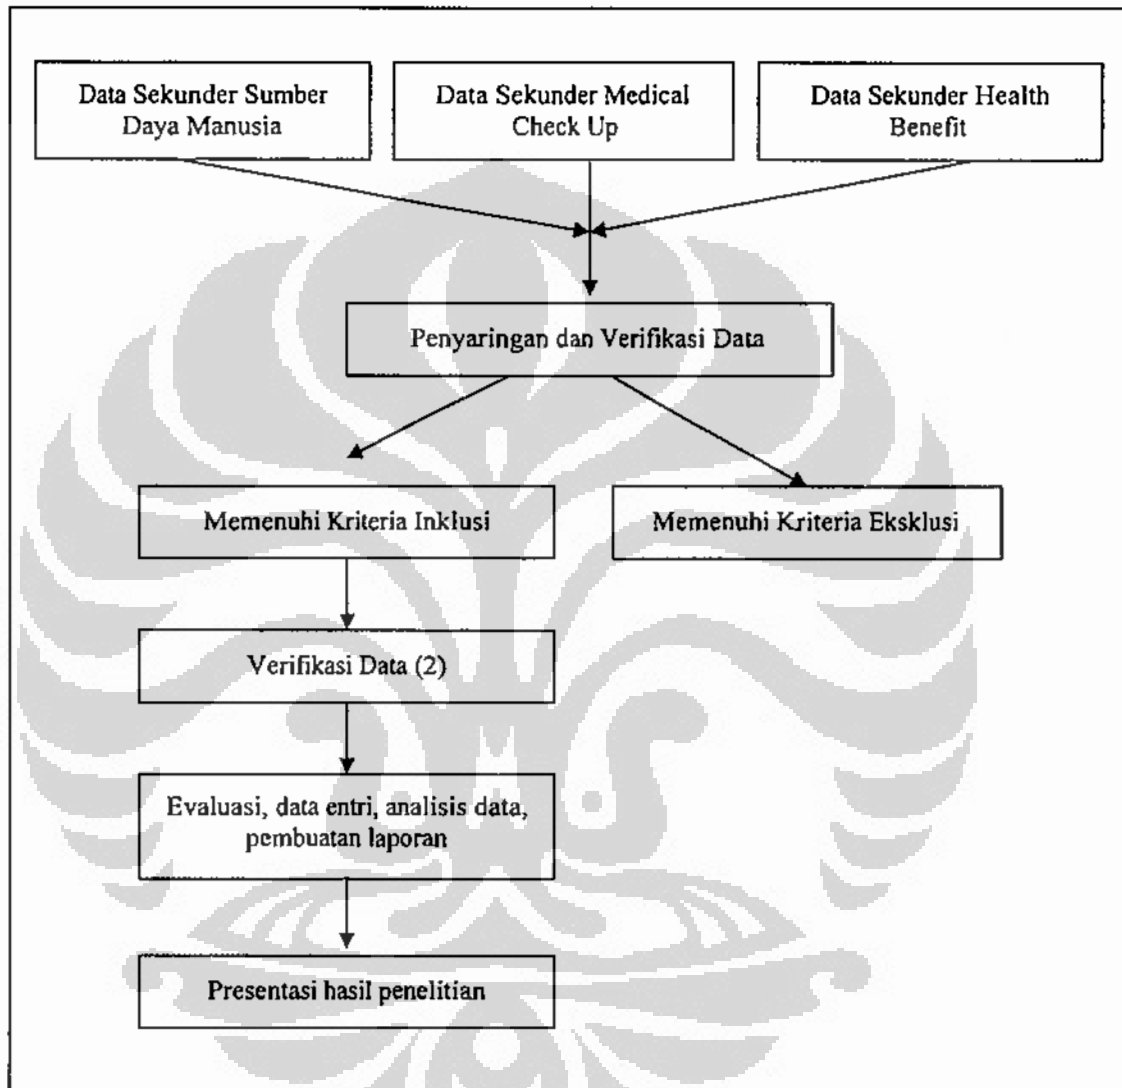 Data Sekunder Sumber
Daya Manusia
Data Sekunder Medical
Check Up
Data Sekunder Health
Benefit
Penyaringan dan Verifikasi Data
Memenuhi Kriteria Inklusi
Memenuhi Kriteria Eksklusi
Verifikasi Data (2)
Evaluasi, data entri, analisis data,
pembuatan laporan
Presentasi hasil penelitian